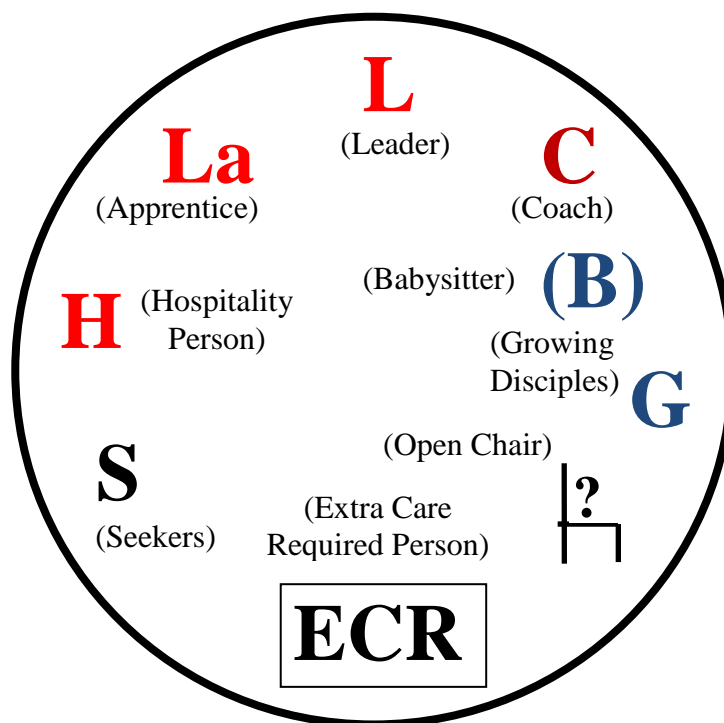 L
(Leader)
La
(Apprentice)
C
(Coach)
H
(Hospitality
Person)
(Babysitter)
(B)
(Growing
Disciples)
G
(Open Chair)
?
S
(Seekers)
(Extra Care
Required Person)
ECR